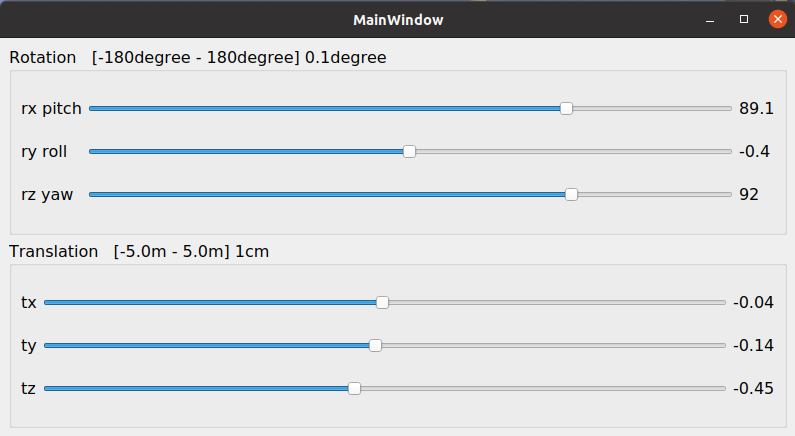 MainWindow
Rotation [-180degree - 180degree] 0.1degree
rx pitch 89.1
ry roll -0.4
rz yaw 92
Translation [-5.0m - 5.0m] 1cm
tx -0.04
ty -0.14
tz -0.45